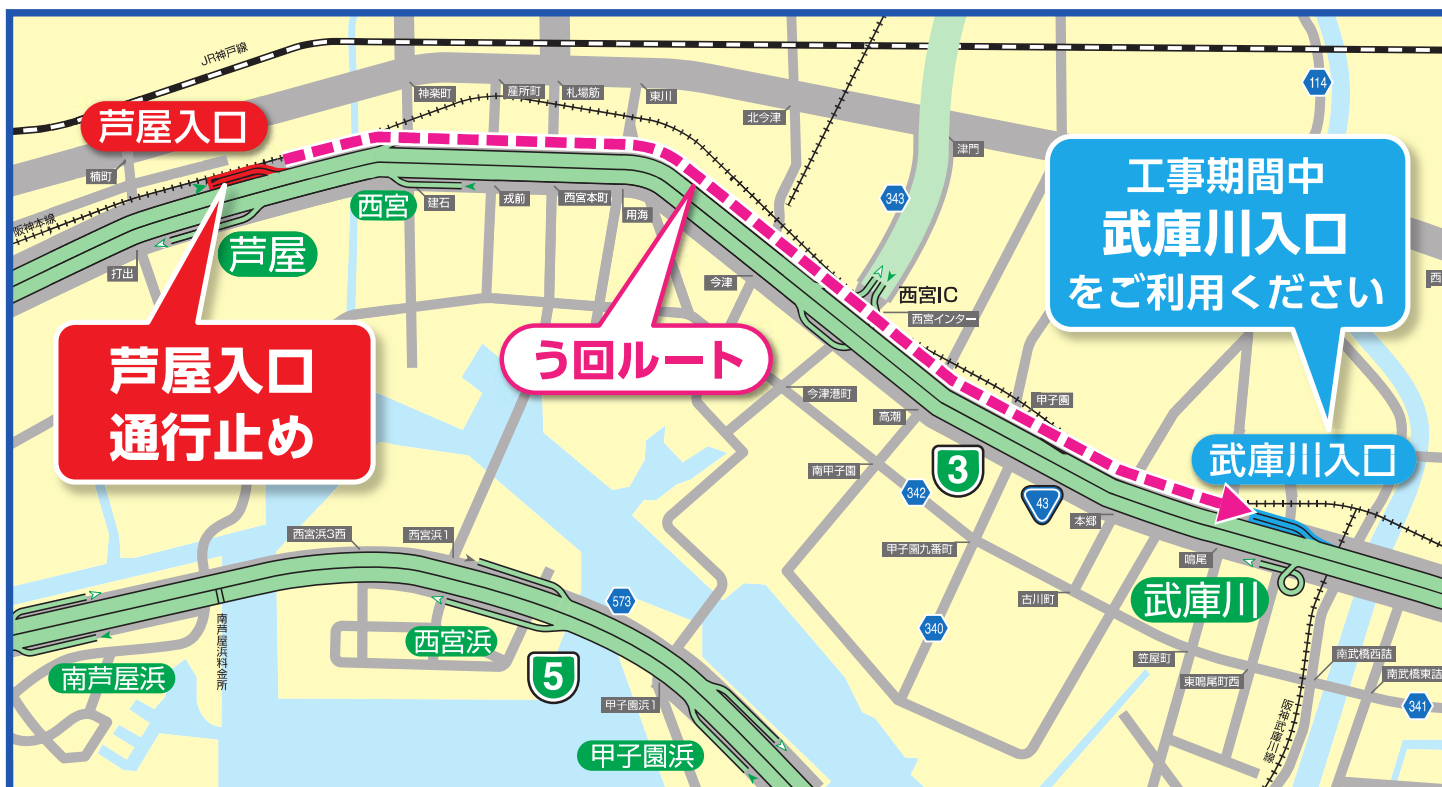 JR神戸線
114
神楽町
産所町
札場筋
東川
北今津
津門
芦屋入口
楠町
阪神本線
打出
芦屋
西宮
建石
戎前
西宮本町
用海
343
工事期間中
武庫川入口
をご利用ください
今津
西宮IC
西宮インター
芦屋入口
通行止め
う回ルート
今津港町
高潮
甲子園
南甲子園
342
3
43
武庫川入口
本郷
鳴尾
甲子園九番町
古川町
武庫川
340
笠屋町
東鳴尾町西
南武橋西詰
南武橋東詰
341
阪神武庫川線
西宮浜3西
西宮浜1
573
南芦屋浜料金所
南芦屋浜
西宮浜
5
甲子園浜1
甲子園浜
西